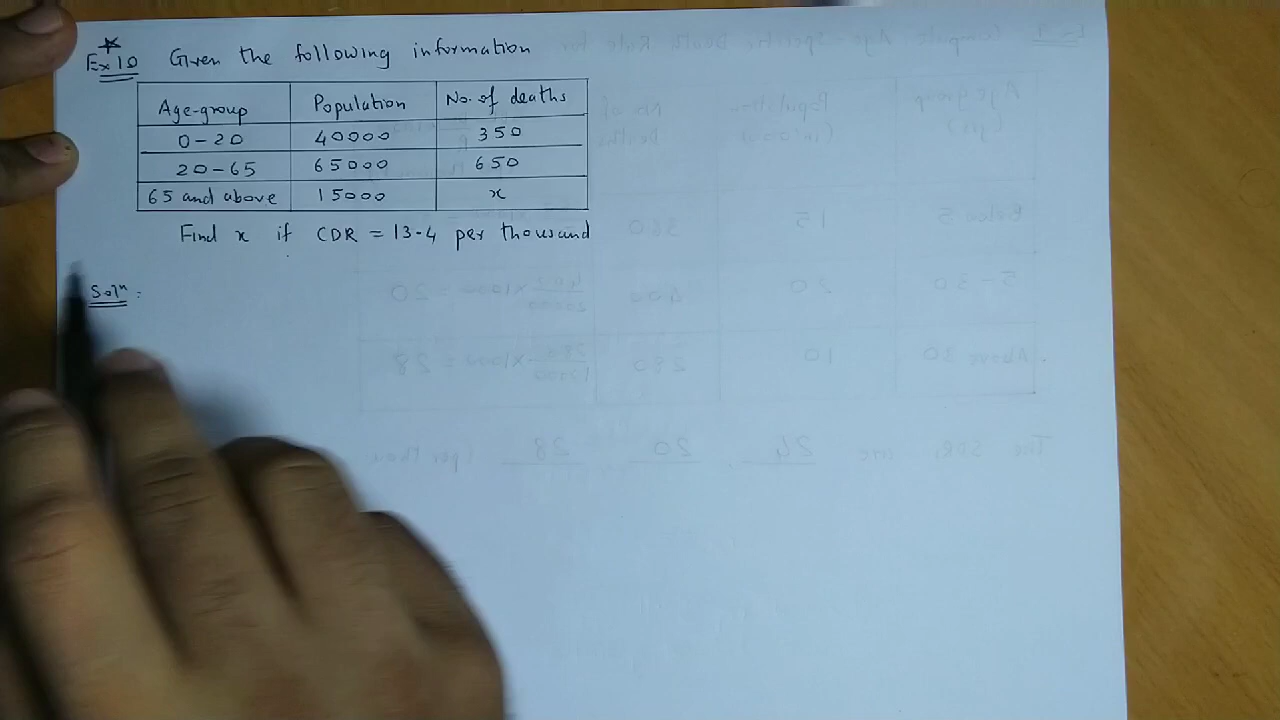 Ex 10 Given the following information
Age-group Population No. of deaths
0-20 40000 350
20-65 65000 650
65 and above 15000 x
Find x if CDR = 13.4 per thousand
Solⁿ :